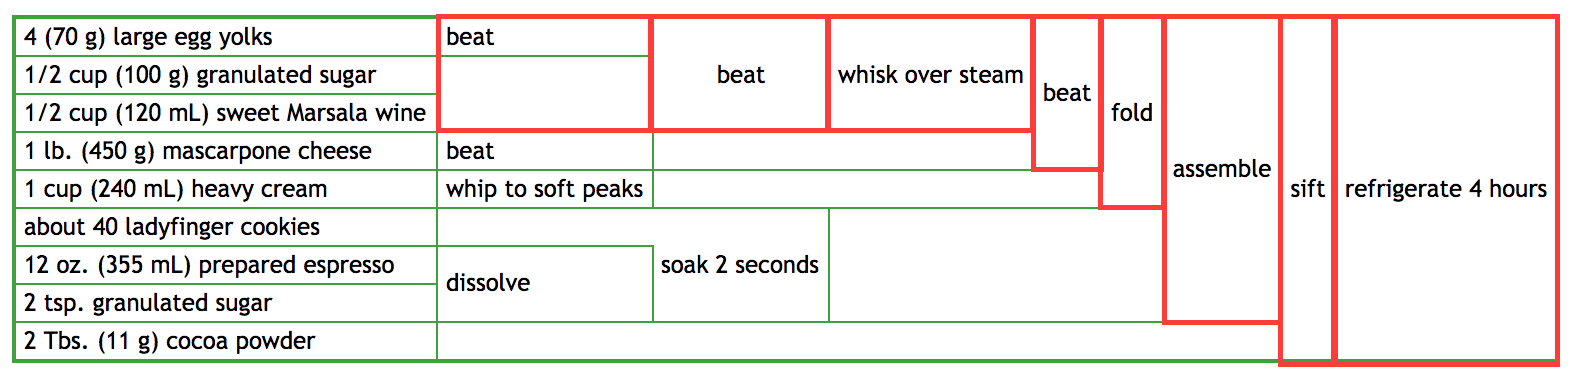 4 (70 g) large egg yolks
beat
1/2 cup (100 g) granulated sugar
beat
whisk over steam
beat
1/2 cup (120 mL) sweet Marsala wine
fold
1 lb. (450 g) mascarpone cheese
beat
assemble
1 cup (240 mL) heavy cream
whip to soft peaks
sift
refrigerate 4 hours
about 40 ladyfinger cookies
12 oz. (355 mL) prepared espresso
dissolve
soak 2 seconds
2 tsp. granulated sugar
2 Tbs. (11 g) cocoa powder